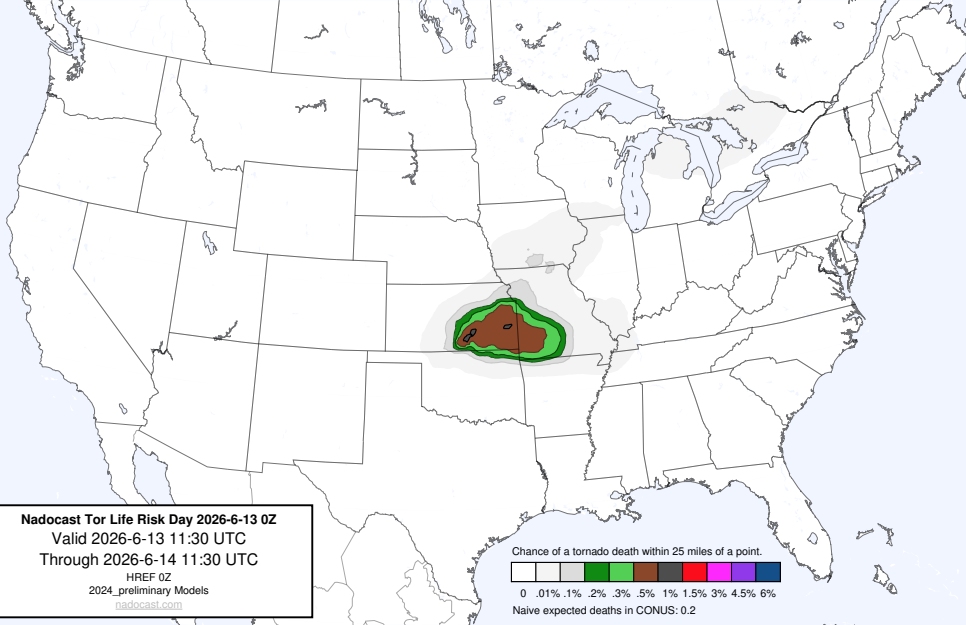 Nadocast Tor Life Risk Day 2026-6-13 0Z
Valid 2026-6-13 11:30 UTC
Through 2026-6-14 11:30 UTC
HREF 0Z
2024_preliminary Models
nadocast.com
Chance of a tornado death within 25 miles of a point.
0 .01% .1% .2% .3% .5% 1% 1.5% 3% 4.5% 6%
Naive expected deaths in CONUS: 0.2